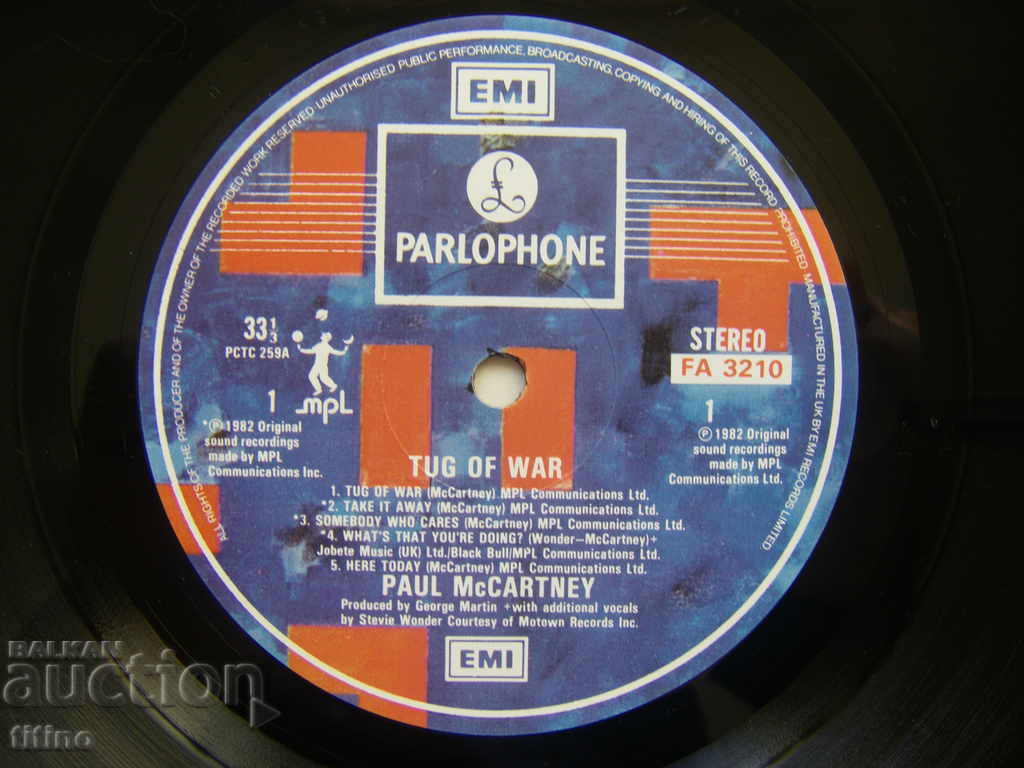 ALL RIGHTS OF THE PRODUCER AND OF THE OWNER OF THE RECORDED WORK RESERVED. UNAUTHORISED PUBLIC PERFORMANCE, BROADCASTING, COPYING AND HIRING OF THIS RECORD PROHIBITED. MANUFACTURED IN THE UK BY EMI RECORDS LIMITED
EMI
£
PARLOPHONE
33 1/3
PCTC 259A
1
mpL
*℗ 1982 Original
sound recordings
made by MPL
Communications Inc.
STEREO
FA 3210
1
℗ 1982 Original
sound recordings
made by MPL
Communications Ltd.
TUG OF WAR
1. TUG OF WAR (McCartney) MPL Communications Ltd.
*2. TAKE IT AWAY (McCartney) MPL Communications Ltd.
*3. SOMEBODY WHO CARES (McCartney) MPL Communications Ltd.
*4. WHAT'S THAT YOU'RE DOING? (Wonder—McCartney)+
Jobete Music (UK) Ltd./Black Bull/MPL Communications Ltd.
5. HERE TODAY (McCartney) MPL Communications Ltd.
PAUL McCARTNEY
Produced by George Martin +with additional vocals
by Stevie Wonder Courtesy of Motown Records Inc.
EMI
BALKAN
auction
titino